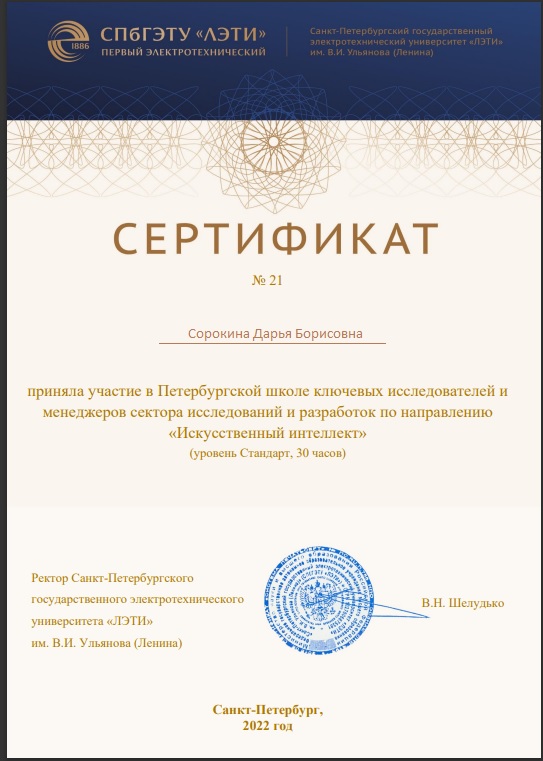 СПбГЭТУ «ЛЭТИ»
ПЕРВЫЙ ЭЛЕКТРОТЕХНИЧЕСКИЙ
1886
Санкт-Петербургский государственный
электротехнический университет «ЛЭТИ»
им. В.И. Ульянова (Ленина)
СЕРТИФИКАТ
№ 21
Сорокина Дарья Борисовна
приняла участие в Петербургской школе ключевых исследователей и
менеджеров сектора исследований и разработок по направлению
«Искусственный интеллект»
(уровень Стандарт, 30 часов)
Ректор Санкт-Петербургского
государственного электротехнического
университета «ЛЭТИ»
им. В.И. Ульянова (Ленина)
В.Н. Шелудько
Санкт-Петербург,
2022 год